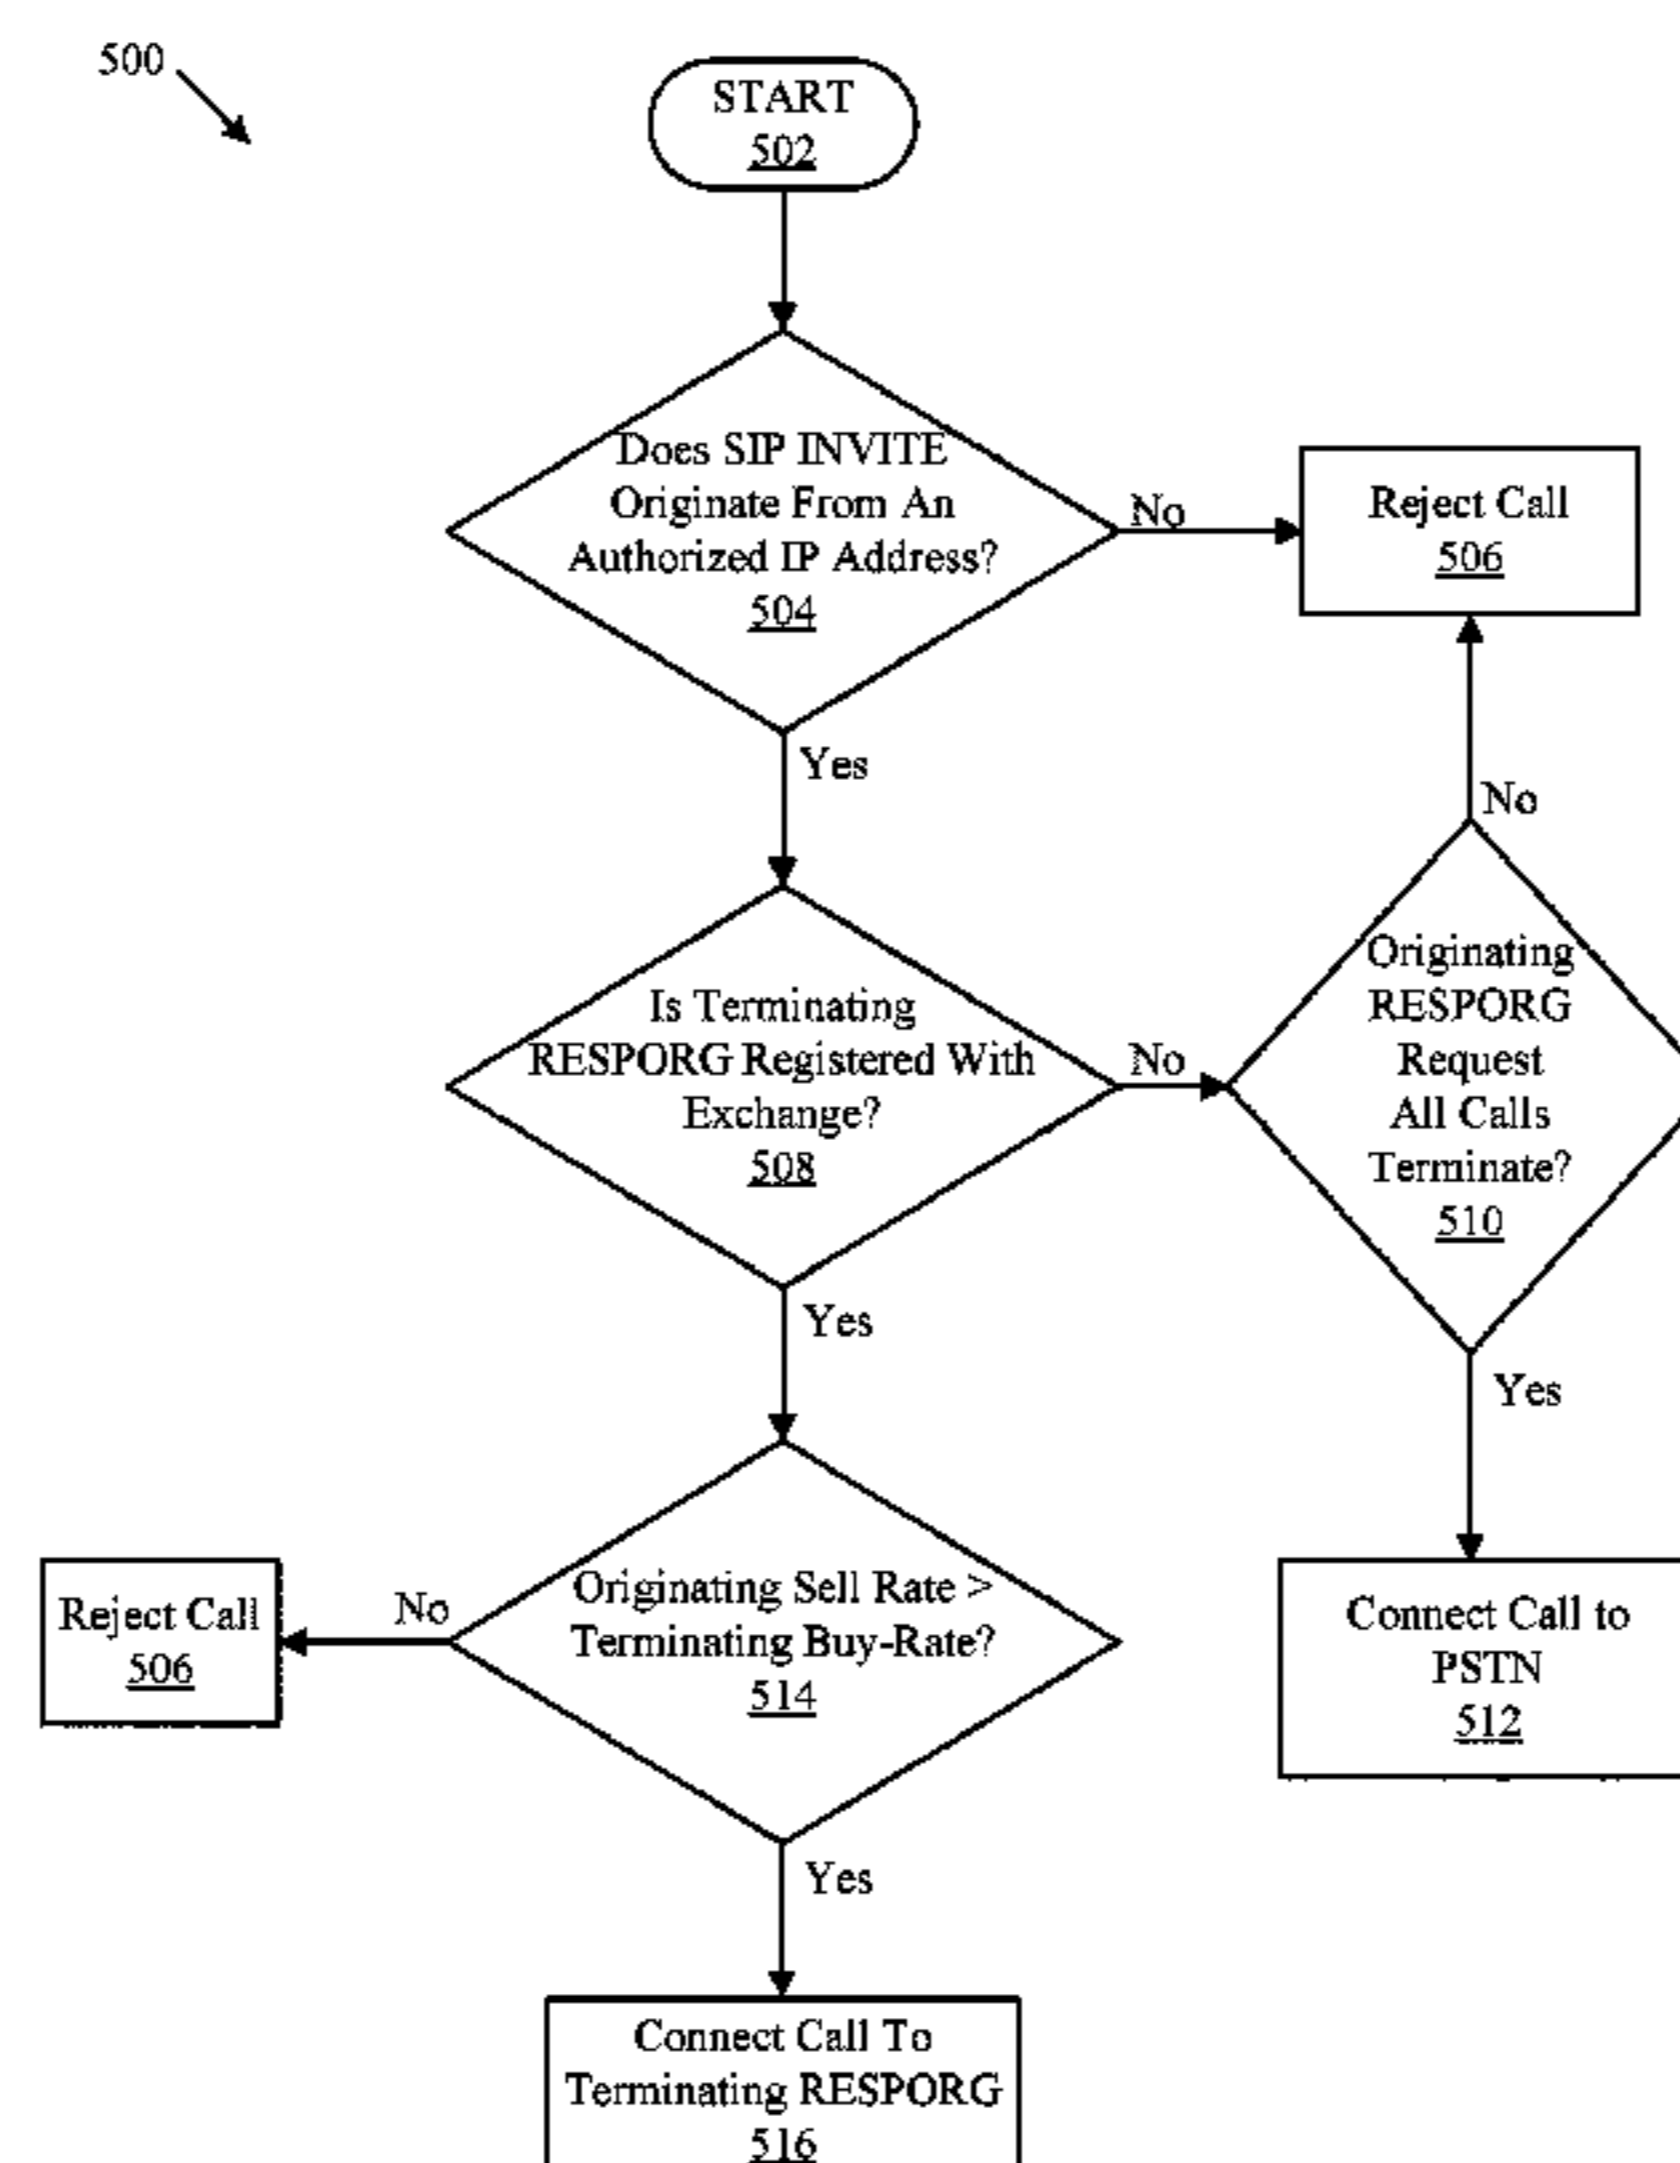 500
START
502
Does SIP INVITE
Originate From An
Authorized IP Address?
504
No
Reject Call
506
Yes
No
Is Terminating
RESPORG Registered With
Exchange?
508
No
Originating
RESPORG
Request
All Calls
Terminate?
510
Yes
Yes
Originating Sell Rate >
Terminating Buy-Rate?
514
No
Reject Call
506
Connect Call to
PSTN
512
Yes
Connect Call To
Terminating RESPORG
516